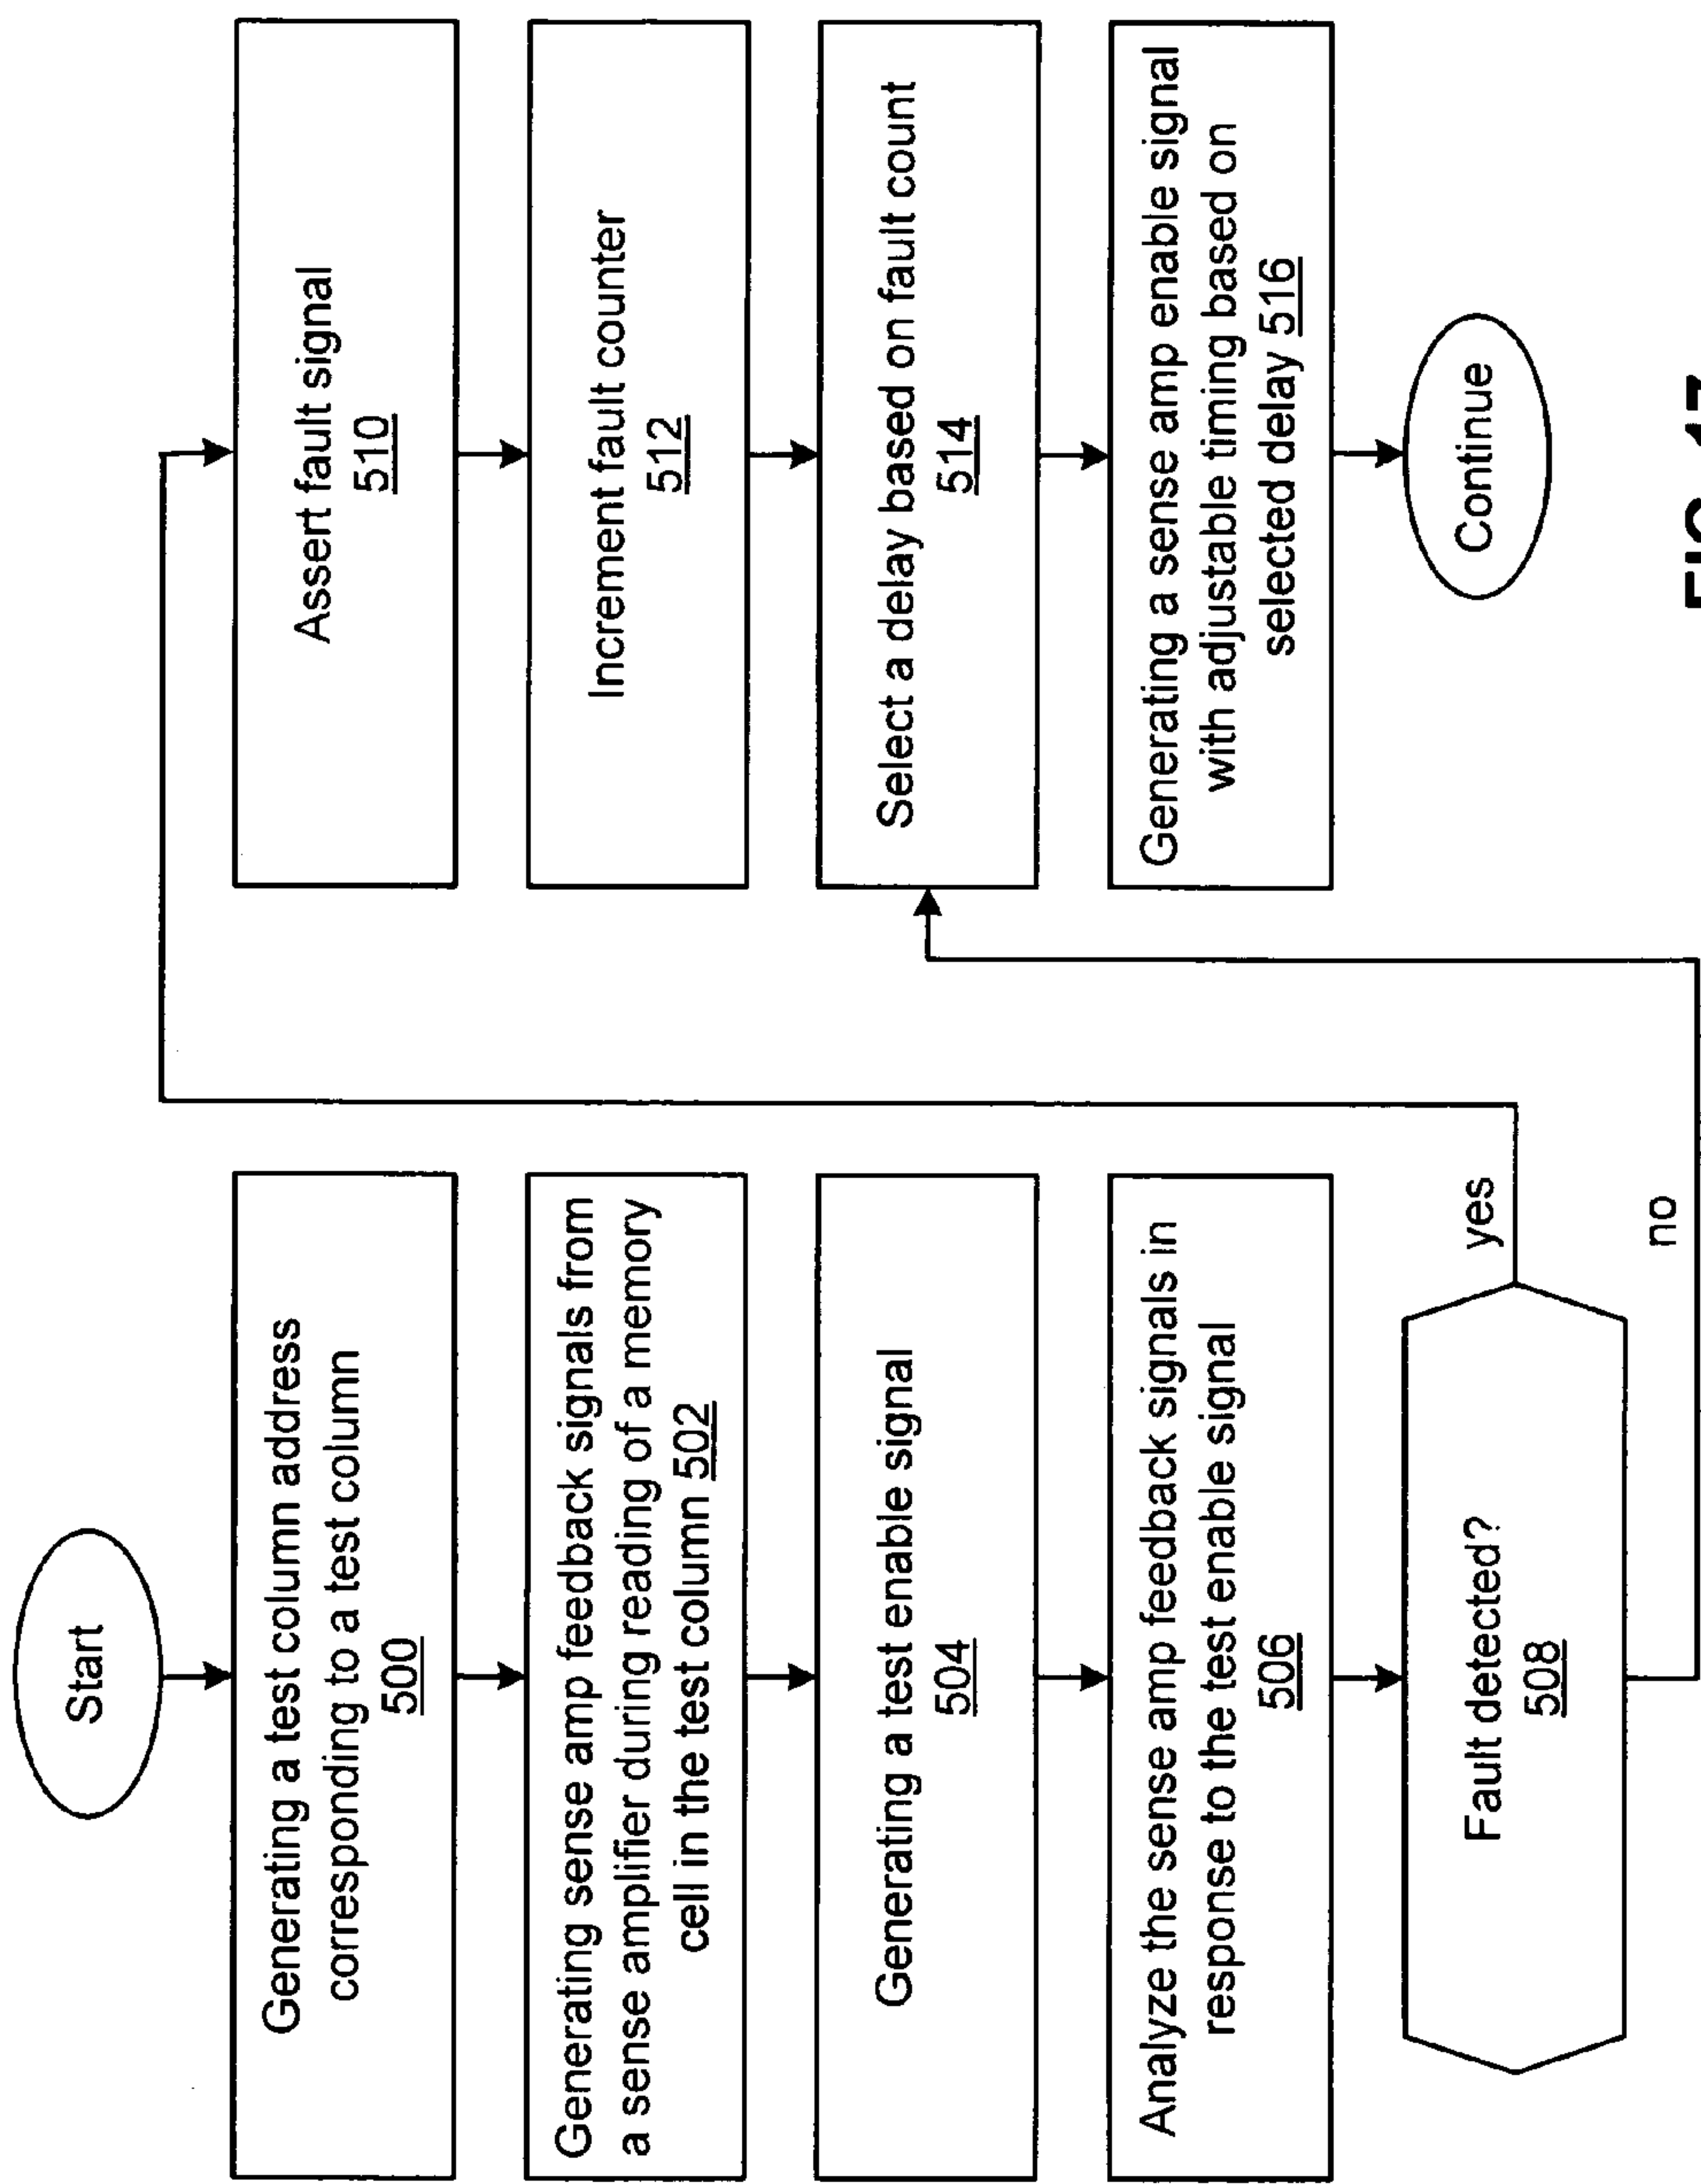 Start
Generating a test column address
corresponding to a test column
500
Generating sense amp feedback signals from
a sense amplifier during reading of a memory
cell in the test column 502
Generating a test enable signal
504
Analyze the sense amp feedback signals in
response to the test enable signal
506
Fault detected?
508
yes
no
Assert fault signal
510
Increment fault counter
512
Select a delay based on fault count
514
Generating a sense amp enable signal
with adjustable timing based on
selected delay 516
Continue